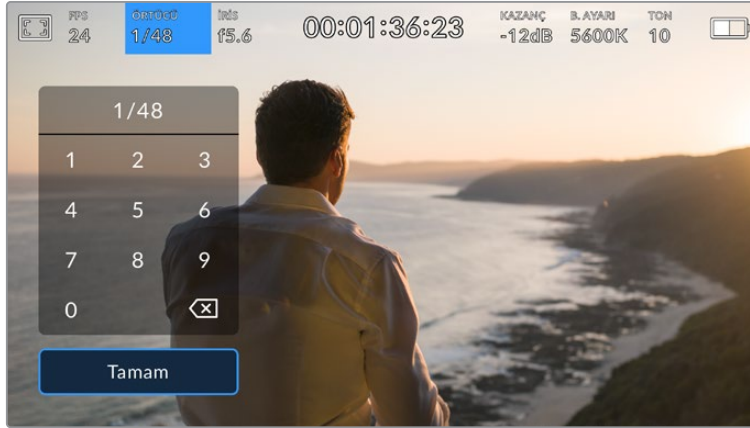 FPS ÖRTÜCÜ İRİS 00:01:36:23 KAZANÇ B. AYARI TON
24 1/48 f5.6 -12dB 5600K 10
1/48
1 2 3
4 5 6
7 8 9
0
Tamam